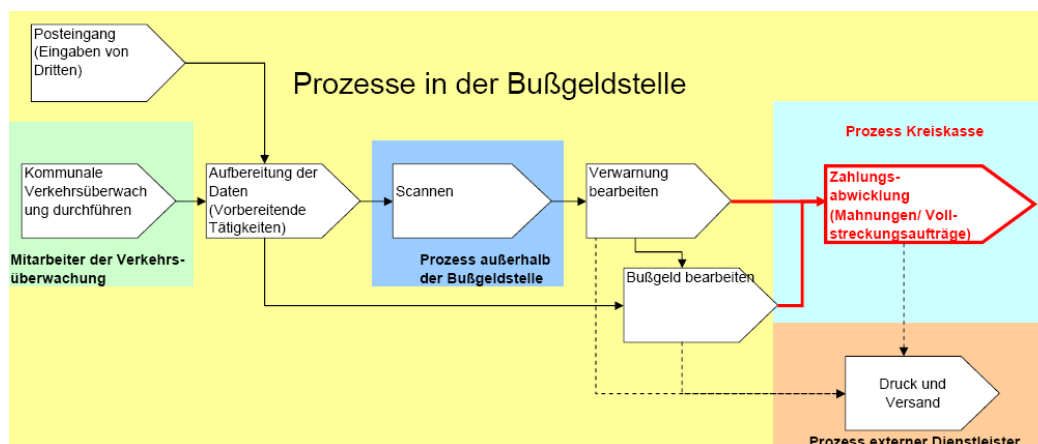 Posteingang
(Eingaben von
Dritten)
Prozesse in der Bußgeldstelle
Prozess Kreiskasse
Kommunale
Verkehrsüberwach
ung durchführen
Aufbereitung der
Daten
(Vorbereitende
Tätigkeiten)
Scannen
Verwarnung
bearbeiten
Zahlungs-
abwicklung
(Mahnungen/ Voll-
streckungsaufträge)
Mitarbeiter der Verkehrs-
überwachung
Prozess außerhalb
der Bußgeldstelle
Bußgeld bearbeiten
Druck und
Versand
Prozess externer Dienstleister